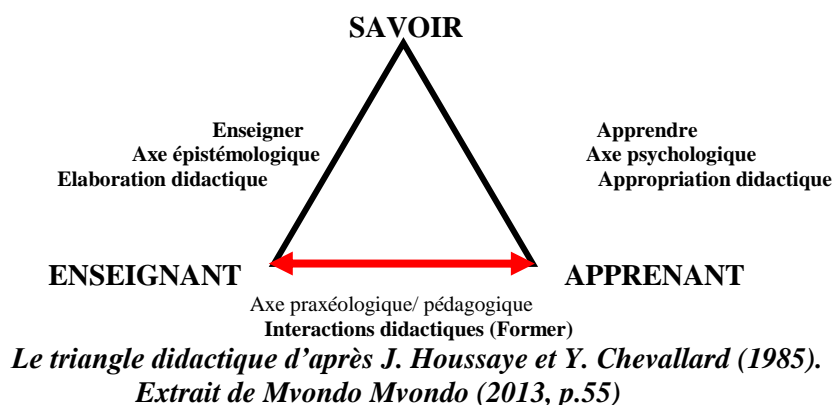 SAVOIR
Enseigner
Axe épistémologique
Elaboration didactique
Apprendre
Axe psychologique
Appropriation didactique
ENSEIGNANT
APPRENANT
Axe praxéologique/ pédagogique
Interactions didactiques (Former)
Le triangle didactique d’après J. Houssaye et Y. Chevallard (1985).
Extrait de Mvondo Mvondo (2013, p.55)